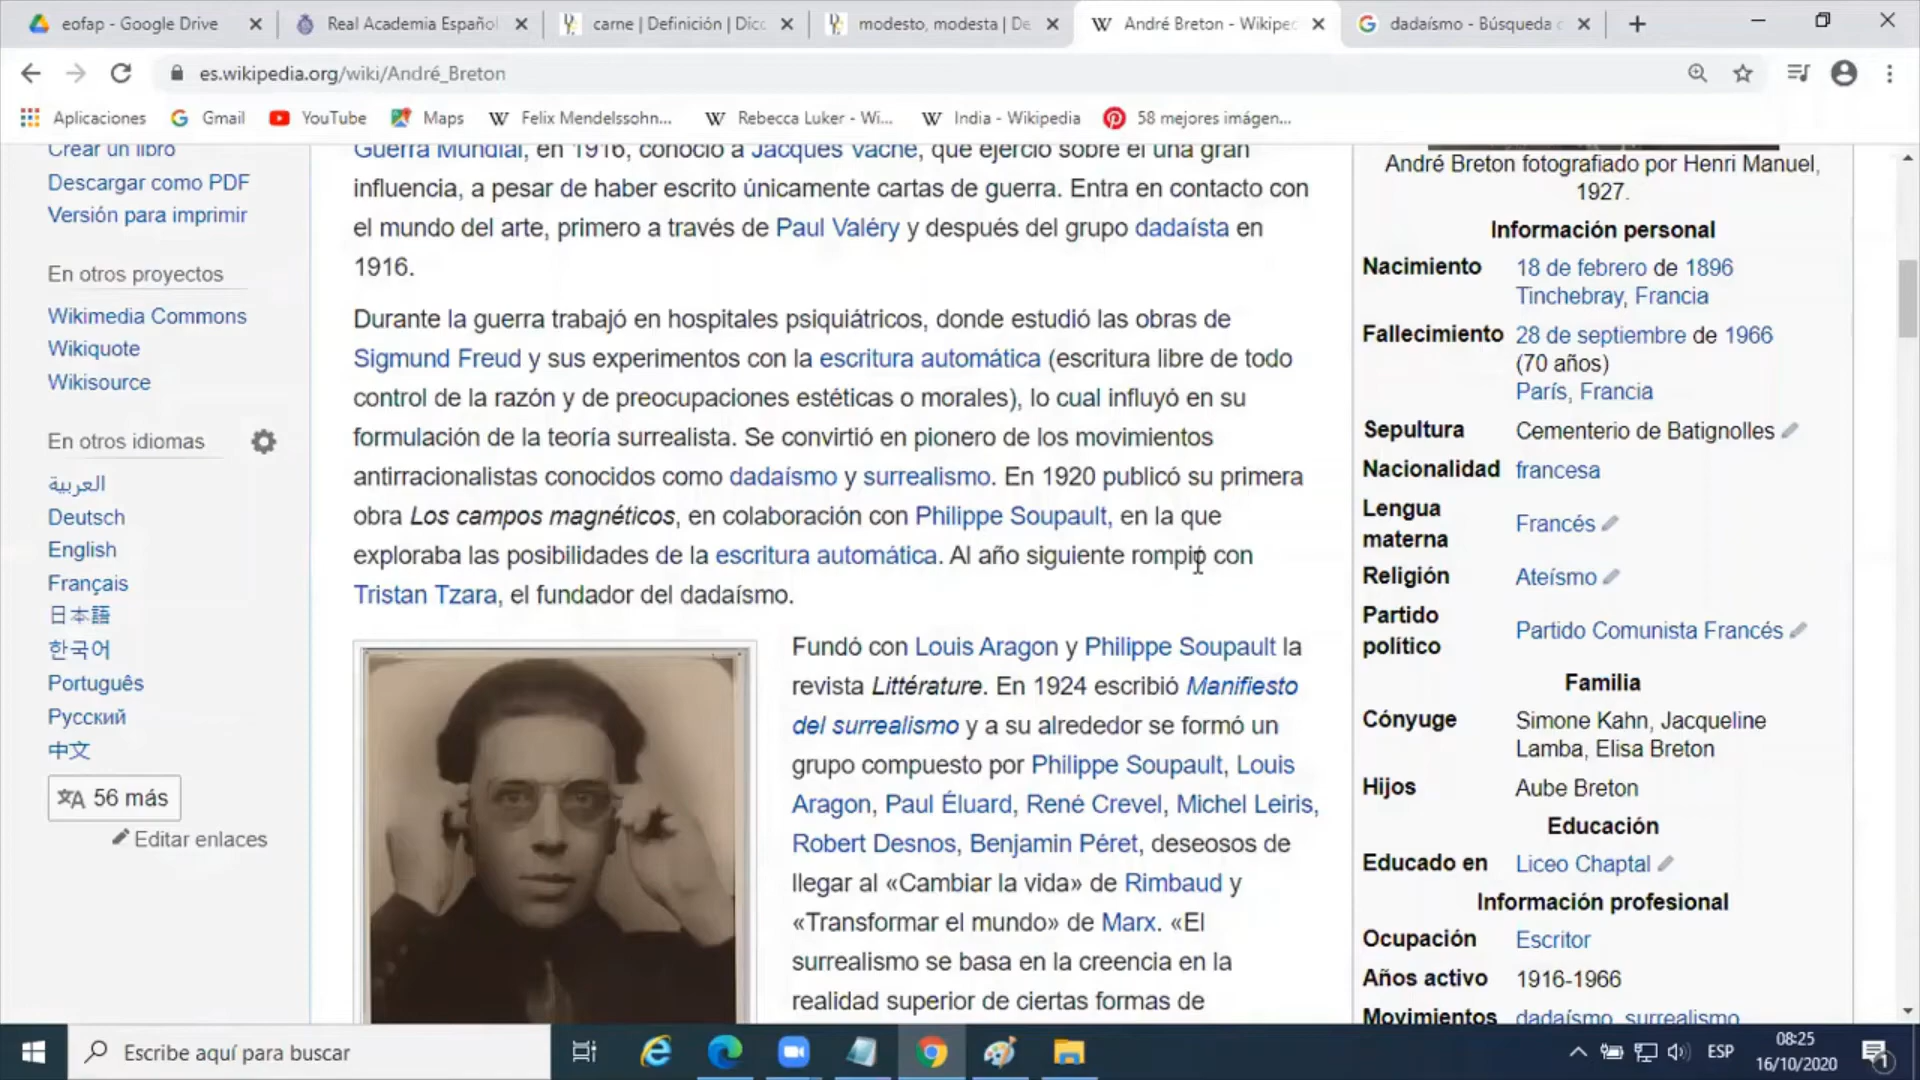 eofap - Google Drive
Real Academia Español
carne | Definición | Dicc
modesto, modesta | De
André Breton - Wikiped
dadaísmo - Búsqueda
es.wikipedia.org/wiki/André_Breton
Aplicaciones
Gmail
YouTube
Maps
Felix Mendelssohn...
Rebecca Luker - Wi...
India - Wikipedia
58 mejores imágen...
Crear un libro
Descargar como PDF
Versión para imprimir
En otros proyectos
Wikimedia Commons
Wikiquote
Wikisource
En otros idiomas
العربية
Deutsch
English
Français
日本語
한국어
Português
Русский
中文
56 más
Editar enlaces
Guerra Mundial, en 1916, conoció a Jacques Vaché, que ejerció sobre él una gran
influencia, a pesar de haber escrito únicamente cartas de guerra. Entra en contacto con
el mundo del arte, primero a través de Paul Valéry y después del grupo dadaísta en
1916.
Durante la guerra trabajó en hospitales psiquiátricos, donde estudió las obras de
Sigmund Freud y sus experimentos con la escritura automática (escritura libre de todo
control de la razón y de preocupaciones estéticas o morales), lo cual influyó en su
formulación de la teoría surrealista. Se convirtió en pionero de los movimientos
antirracionalistas conocidos como dadaísmo y surrealismo. En 1920 publicó su primera
obra Los campos magnéticos, en colaboración con Philippe Soupault, en la que
exploraba las posibilidades de la escritura automática. Al año siguiente rompió con
Tristan Tzara, el fundador del dadaísmo.
Fundó con Louis Aragon y Philippe Soupault la
revista Littérature. En 1924 escribió Manifiesto
del surrealismo y a su alrededor se formó un
grupo compuesto por Philippe Soupault, Louis
Aragon, Paul Éluard, René Crevel, Michel Leiris,
Robert Desnos, Benjamin Péret, deseosos de
llegar al «Cambiar la vida» de Rimbaud y
«Transformar el mundo» de Marx. «El
surrealismo se basa en la creencia en la
realidad superior de ciertas formas de
André Breton fotografiado por Henri Manuel,
1927.
Información personal
Nacimiento 18 de febrero de 1896
Tinchebray, Francia
Fallecimiento 28 de septiembre de 1966
(70 años)
París, Francia
Sepultura Cementerio de Batignolles
Nacionalidad francesa
Lengua
materna Francés
Religión Ateísmo
Partido
político Partido Comunista Francés
Familia
Cónyuge Simone Kahn, Jacqueline
Lamba, Elisa Breton
Hijos Aube Breton
Educación
Educado en Liceo Chaptal
Información profesional
Ocupación Escritor
Años activo 1916-1966
Movimientos dadaísmo, surrealismo
Escribe aquí para buscar
ESP
08:25
16/10/2020
1